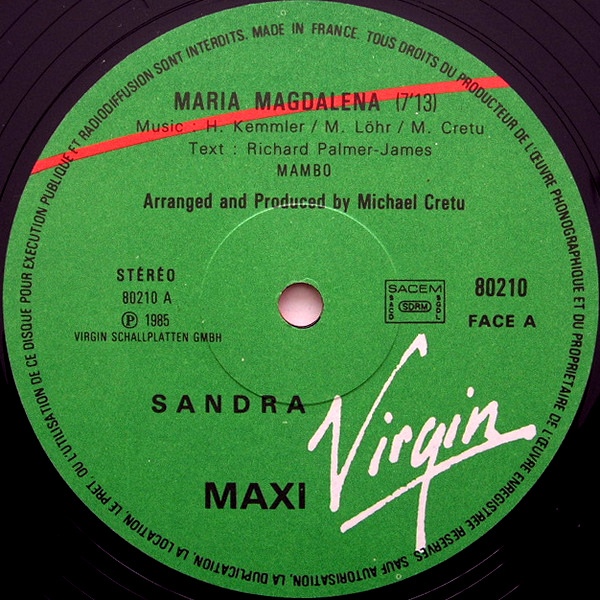 MADE IN FRANCE. TOUS DROITS DU PRODUCTEUR DE L'ŒUVRE PHONOGRAPHIQUE ET DU PROPRIETAIRE DE L'ŒUVRE ENREGISTREE RESERVES. SAUF AUTORISATION, LA DUPLICATION, LA LOCATION, LE PRET, OU L'UTILISATION DE CE DISQUE POUR EXECUTION PUBLIQUE ET RADIODIFFUSION SONT INTERDITS.
MARIA MAGDALENA (7'13)
Music : H. Kemmler / M. Löhr / M. Cretu
Text : Richard Palmer-James
MAMBO
Arranged and Produced by Michael Cretu
STÉRÉO
80210 A
Ⓟ 1985
VIRGIN SCHALLPLATTEN GMBH
SACEM
SACD SDRM SGDL
80210
FACE A
SANDRA
Virgin
MAXI